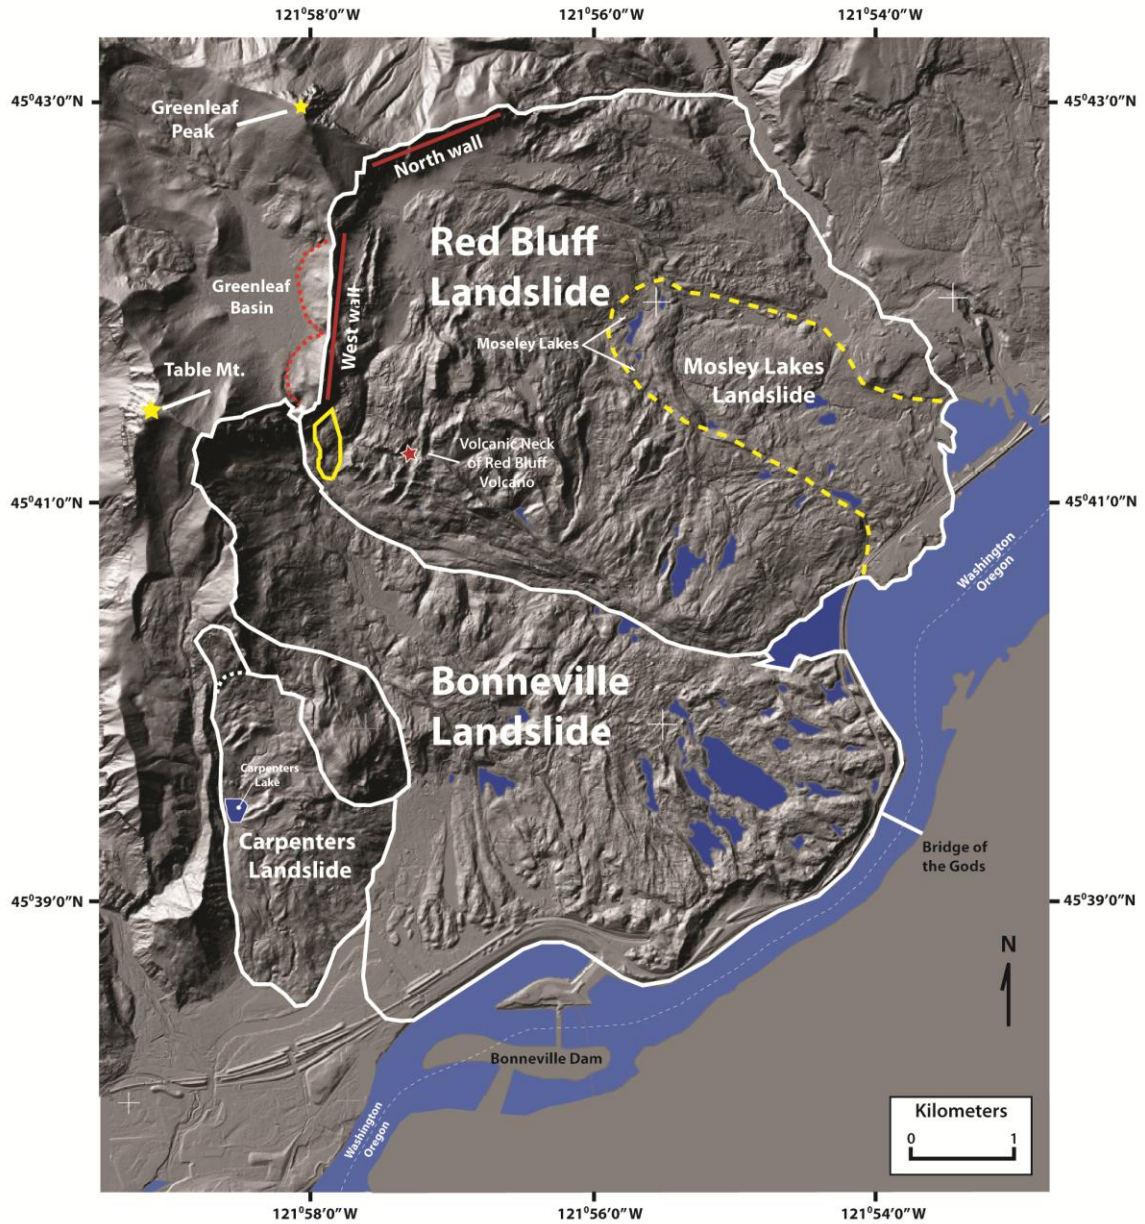 121°58'0"W
121°56'0"W
121°54'0"W
45°43'0"N
45°43'0"N
Greenleaf
Peak
North wall
Red Bluff
Landslide
Greenleaf
Basin
West wall
Moseley Lakes
Mosley Lakes
Landslide
Table Mt.
Volcanic Neck
of Red Bluff
Volcano
45°41'0"N
45°41'0"N
Washington
Oregon
Bonneville
Landslide
Carpenters
Lake
Carpenters
Landslide
Bridge of
the Gods
45°39'0"N
45°39'0"N
N
Bonneville Dam
Washington
Oregon
Kilometers
0 1
121°58'0"W
121°56'0"W
121°54'0"W